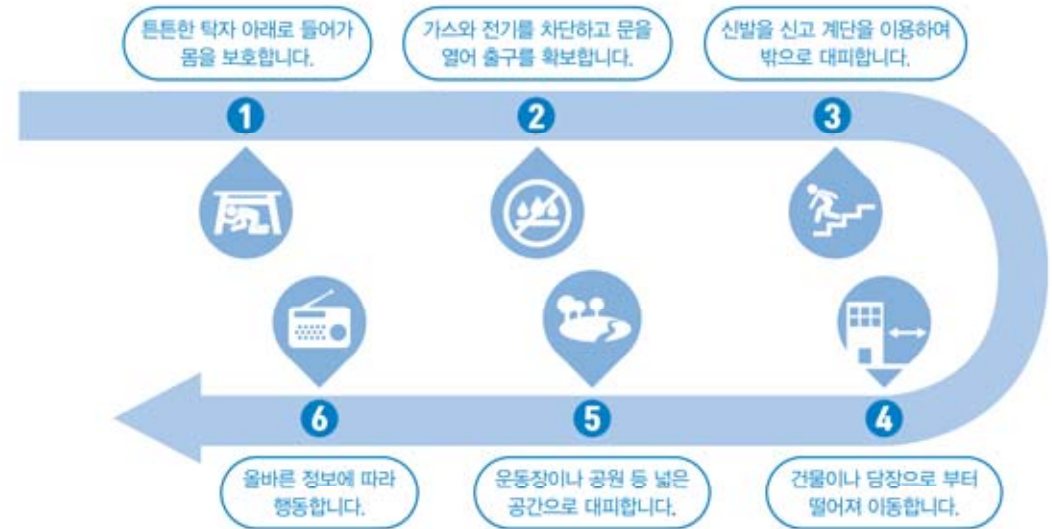 튼튼한 탁자 아래로 들어가
몸을 보호합니다.
가스와 전기를 차단하고 문을
열어 출구를 확보합니다.
신발을 신고 계단을 이용하여
밖으로 대피합니다.
1
2
3
6
5
4
올바른 정보에 따라
행동합니다.
운동장이나 공원 등 넓은
공간으로 대피합니다.
건물이나 담장으로 부터
떨어져 이동합니다.